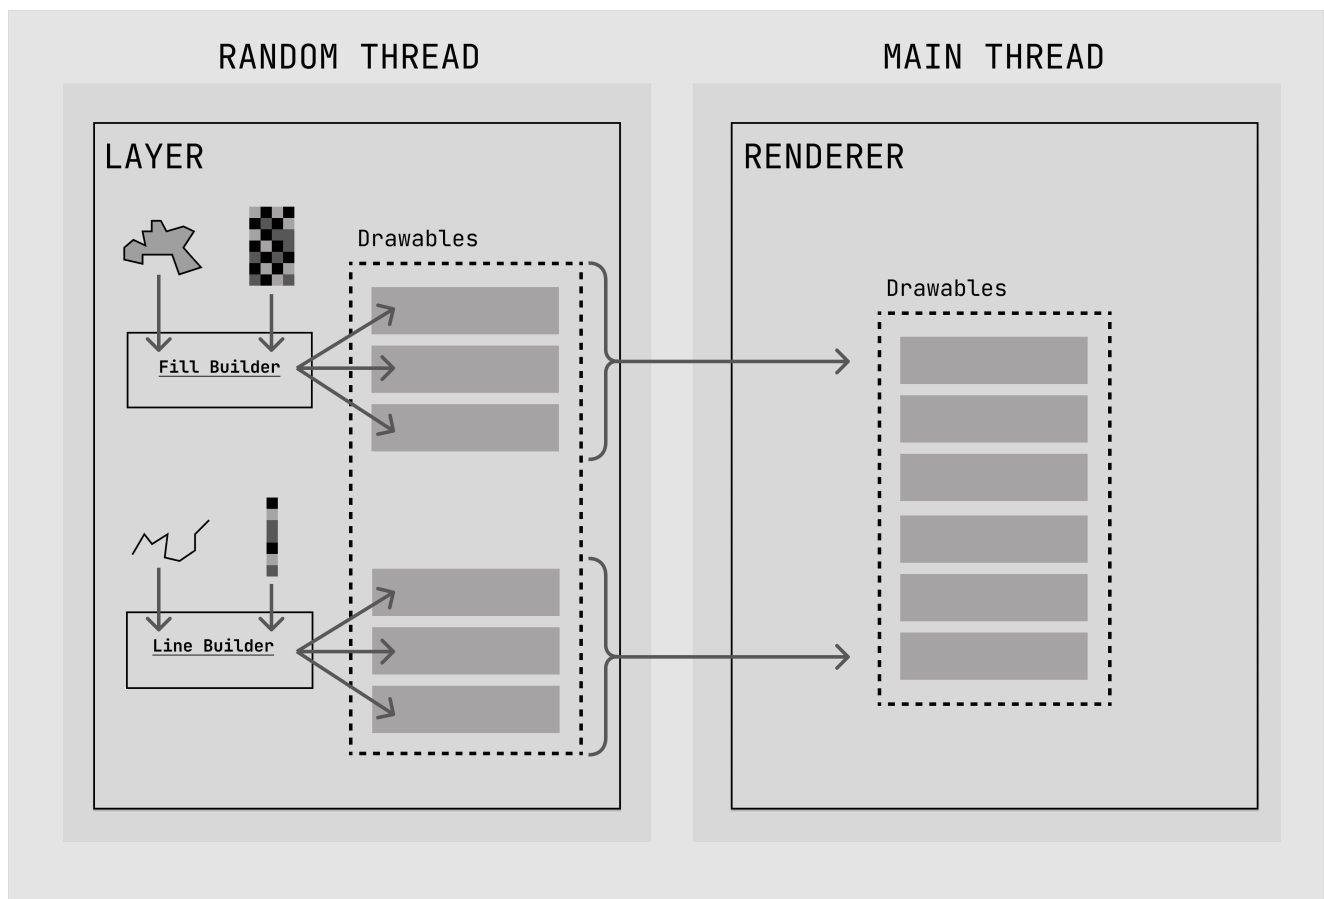 RANDOM THREAD
MAIN THREAD
LAYER
RENDERER
Drawables
Drawables
Fill Builder
Line Builder